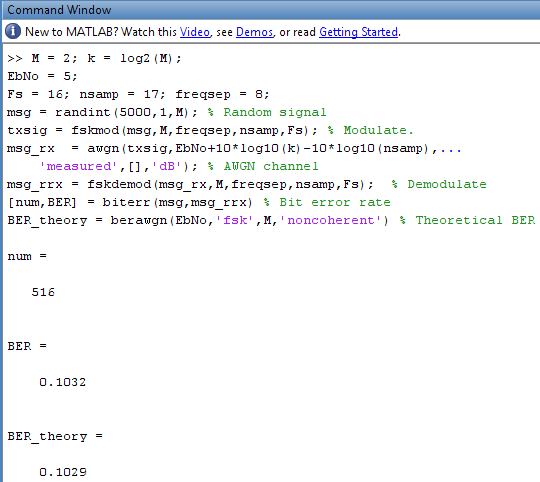 Command Window
New to MATLAB? Watch this Video, see Demos, or read Getting Started.
>> M = 2; k = log2(M);
EbNo = 5;
Fs = 16; nsamp = 17; freqsep = 8;
msg = randint(5000,1,M); % Random signal
txsig = fskmod(msg,M,freqsep,nsamp,Fs); % Modulate.
msg_rx  = awgn(txsig,EbNo+10*log10(k)-10*log10(nsamp),...
    'measured',[],'dB'); % AWGN channel
msg_rrx = fskdemod(msg_rx,M,freqsep,nsamp,Fs);  % Demodulate
[num,BER] = biterr(msg,msg_rrx) % Bit error rate
BER_theory = berawgn(EbNo,'fsk',M,'noncoherent') % Theoretical BER
num =
516
BER =
0.1032
BER_theory =
0.1029